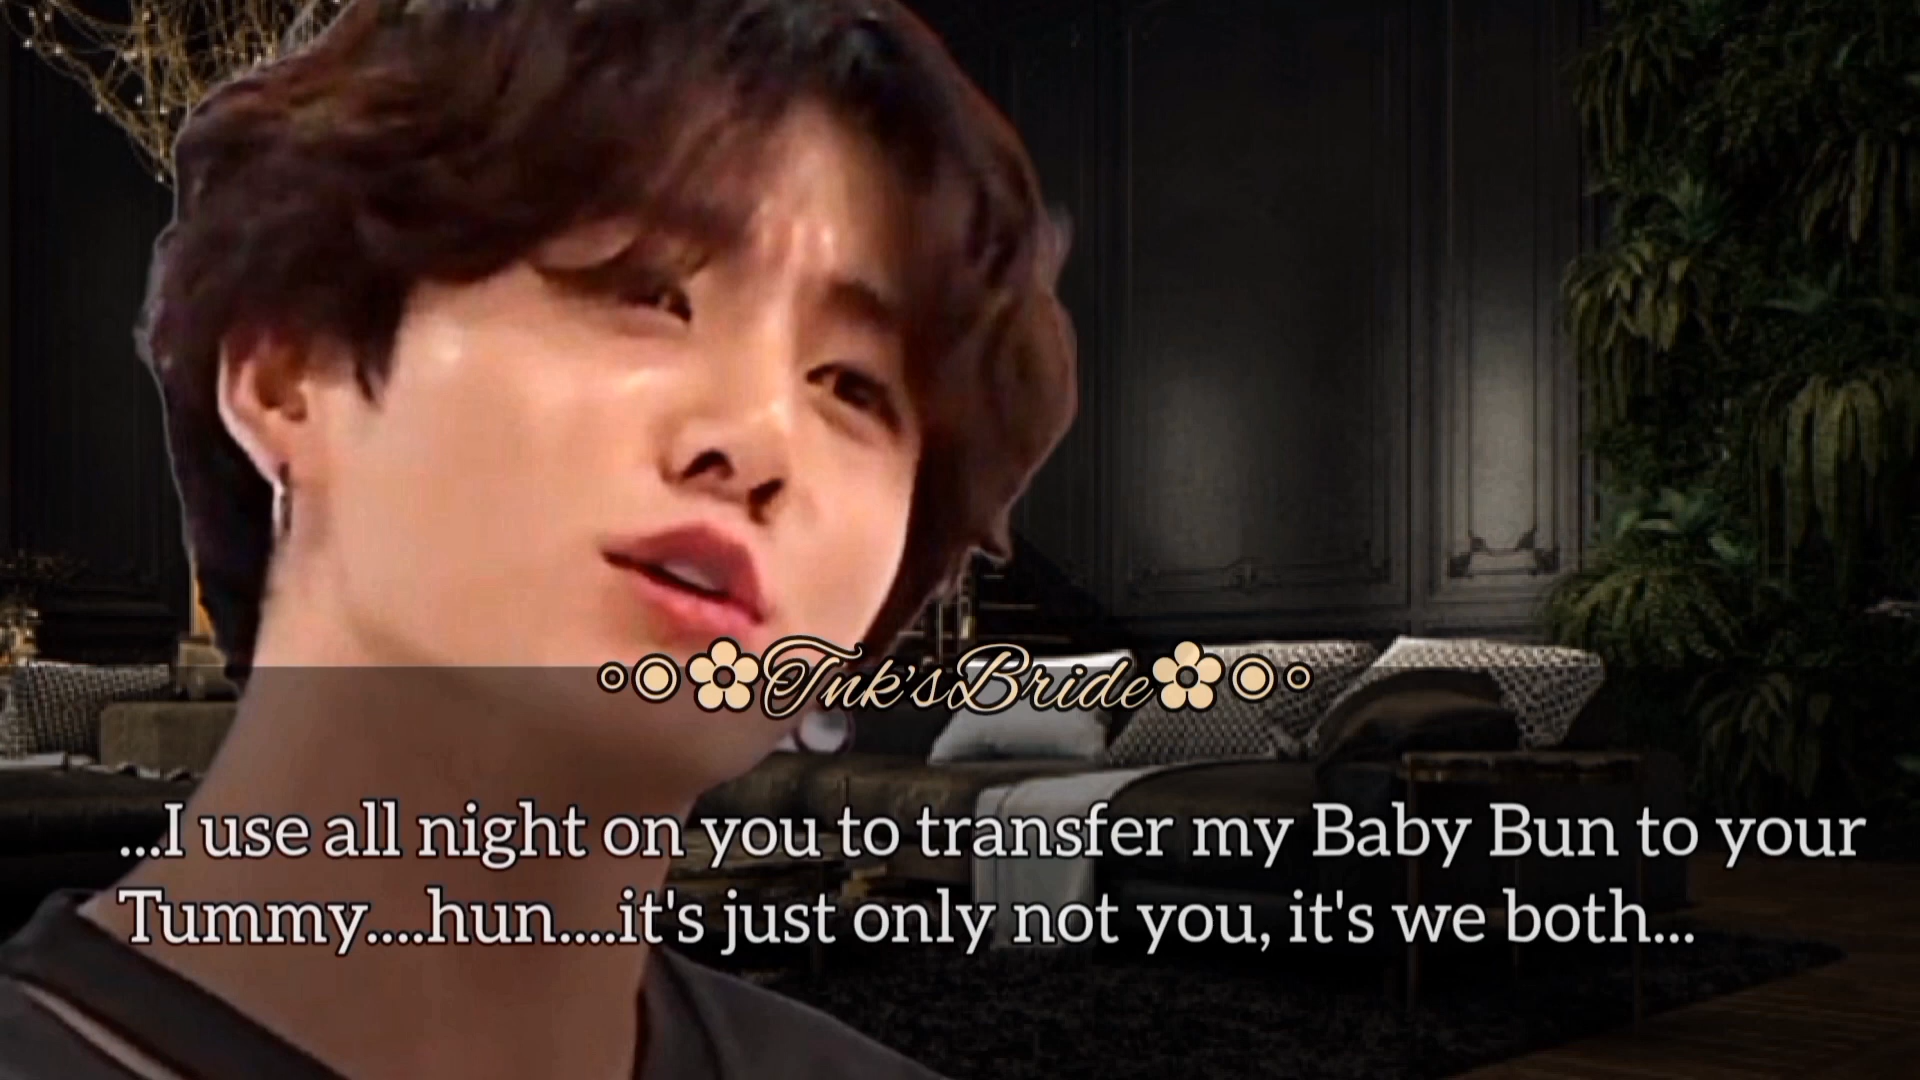 Tnk'sBride
...I use all night on you to transfer my Baby Bun to your
Tummy....hun....it's just only not you, it's we both...